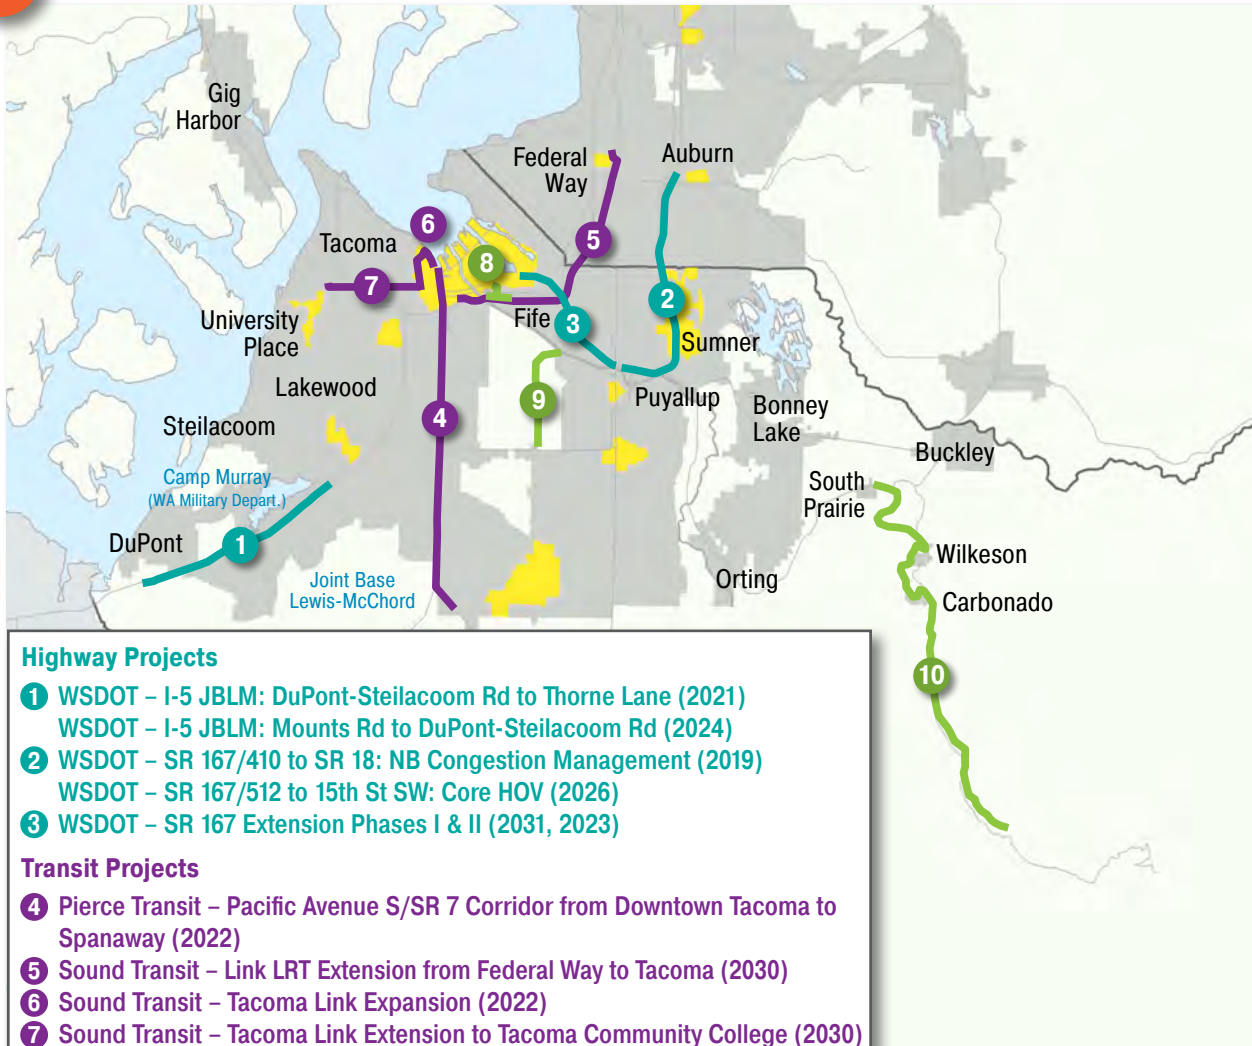 Gig
Harbor
Federal
Way
Auburn
6
Tacoma
5
8
7
2
University
Place
Fife
3
Sumner
Lakewood
9
Puyallup
Bonney
Lake
4
Steilacoom
Buckley
Camp Murray
(WA Military Depart.)
South
Prairie
DuPont
1
Wilkeson
Joint Base
Lewis-McChord
Orting
Carbonado
10
Highway Projects
1 WSDOT – I-5 JBLM: DuPont-Steilacoom Rd to Thorne Lane (2021)
WSDOT – I-5 JBLM: Mounts Rd to DuPont-Steilacoom Rd (2024)
2 WSDOT – SR 167/410 to SR 18: NB Congestion Management (2019)
WSDOT – SR 167/512 to 15th St SW: Core HOV (2026)
3 WSDOT – SR 167 Extension Phases I & II (2031, 2023)
Transit Projects
4 Pierce Transit – Pacific Avenue S/SR 7 Corridor from Downtown Tacoma to
Spanaway (2022)
5 Sound Transit – Link LRT Extension from Federal Way to Tacoma (2030)
6 Sound Transit – Tacoma Link Expansion (2022)
7 Sound Transit – Tacoma Link Extension to Tacoma Community College (2030)